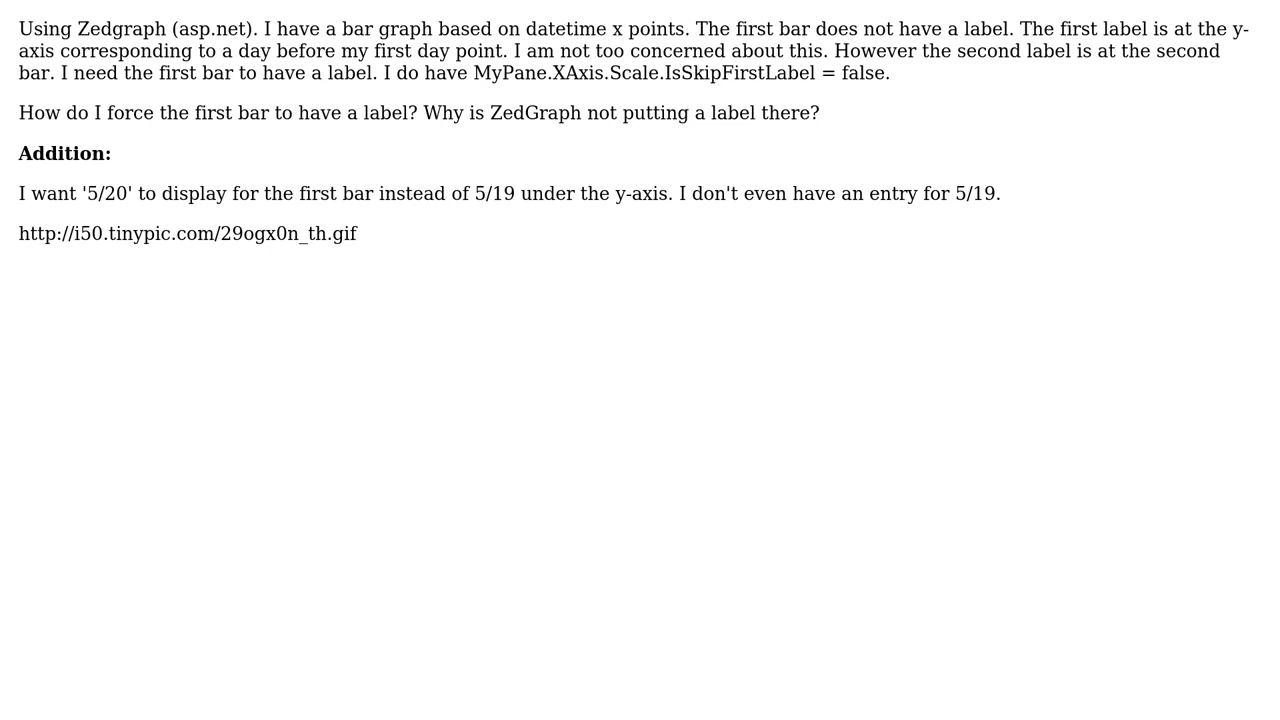 Using Zedgraph (asp.net). I have a bar graph based on datetime x points. The first bar does not have a label. The first label is at the y-
axis corresponding to a day before my first day point. I am not too concerned about this. However the second label is at the second
bar. I need the first bar to have a label. I do have MyPane.XAxis.Scale.IsSkipFirstLabel = false.
How do I force the first bar to have a label? Why is ZedGraph not putting a label there?
Addition:
I want '5/20' to display for the first bar instead of 5/19 under the y-axis. I don't even have an entry for 5/19.
http://i50.tinypic.com/29ogx0n_th.gif